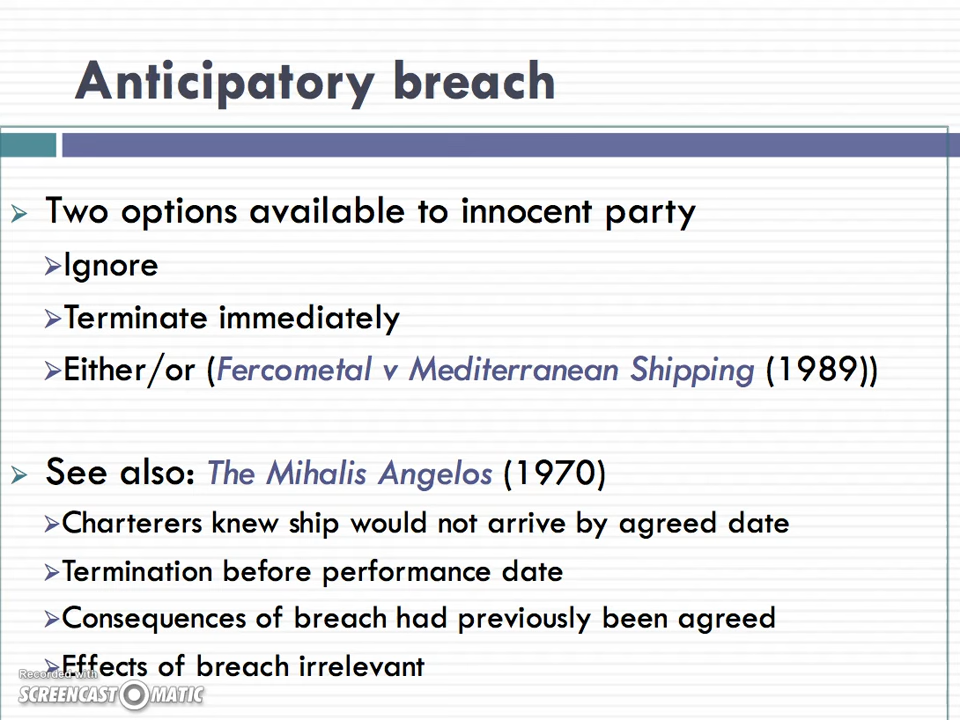 Anticipatory breach
Two options available to innocent party
Ignore
Terminate immediately
Either/or (Fercometal v Mediterranean Shipping (1989))
See also: The Mihalis Angelos (1970)
Charterers knew ship would not arrive by agreed date
Termination before performance date
Consequences of breach had previously been agreed
Effects of breach irrelevant
Recorded with
SCREENCAST-O-MATIC